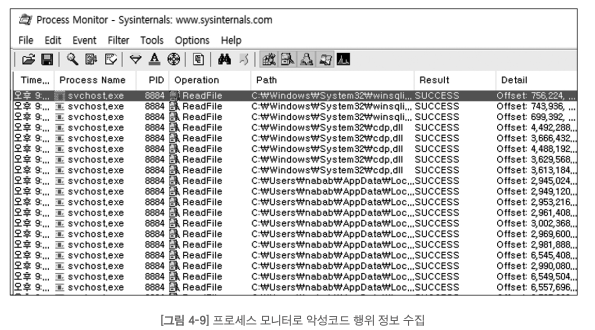 Process Monitor - Sysinternals: www.sysinternals.com
File Edit Event Filter Tools Options Help
Time... Process Name PID Operation Path Result Detail
오후 9:... svchost,exe 8884 ReadFile C:₩Windows₩System32₩winsqli,,,SUCCESS Offset: 756,224, ...
오후 9:... svchost,exe 8884 ReadFile C:₩Windows₩System32₩winsqli,,,SUCCESS Offset: 743,936, ...
오후 9:... svchost,exe 8884 ReadFile C:₩Windows₩System32₩winsqli,,,SUCCESS Offset: 699,392, ...
오후 9:... svchost,exe 8884 ReadFile C:₩Windows₩System32₩cdp,dll SUCCESS Offset: 4,492,288,...
오후 9:... svchost,exe 8884 ReadFile C:₩Windows₩System32₩cdp,dll SUCCESS Offset: 3,666,432,...
오후 9:... svchost,exe 8884 ReadFile C:₩Windows₩System32₩cdp,dll SUCCESS Offset: 4,488,192,...
오후 9:... svchost,exe 8884 ReadFile C:₩Windows₩System32₩cdp,dll SUCCESS Offset: 3,629,568,...
오후 9:... svchost,exe 8884 ReadFile C:₩Windows₩System32₩cdp,dll SUCCESS Offset: 3,613,184,...
오후 9:... svchost,exe 8884 ReadFile C:₩Users₩nabab₩AppData₩Loc,,,SUCCESS Offset: 2,945,024,...
오후 9:... svchost,exe 8884 ReadFile C:₩Users₩nabab₩AppData₩Loc,,,SUCCESS Offset: 2,949,120,...
오후 9:... svchost,exe 8884 ReadFile C:₩Users₩nabab₩AppData₩Loc,,,SUCCESS Offset: 2,953,216,...
오후 9:... svchost,exe 8884 ReadFile C:₩Users₩nabab₩AppData₩Loc,,,SUCCESS Offset: 2,961,408,...
오후 9:... svchost,exe 8884 ReadFile C:₩Users₩nabab₩AppData₩Loc,,,SUCCESS Offset: 3,002,368,...
오후 9:... svchost,exe 8884 ReadFile C:₩Users₩nabab₩AppData₩Loc,,,SUCCESS Offset: 2,969,600,...
오후 9:... svchost,exe 8884 ReadFile C:₩Users₩nabab₩AppData₩Loc,,,SUCCESS Offset: 2,981,888,...
오후 9:... svchost,exe 8884 ReadFile C:₩Users₩nabab₩AppData₩Loc,,,SUCCESS Offset: 6,545,408,...
오후 9:... svchost,exe 8884 ReadFile C:₩Users₩nabab₩AppData₩Loc,,,SUCCESS Offset: 2,990,080,...
오후 9:... svchost,exe 8884 ReadFile C:₩Users₩nabab₩AppData₩Loc,,,SUCCESS Offset: 6,549,504,...
오후 9:... svchost,exe 8884 ReadFile C:₩Users₩nabab₩AppData₩Loc,,,SUCCESS Offset: 6,557,696,...
[그림 4-9] 프로세스 모니터로 악성코드 행위 정보 수집